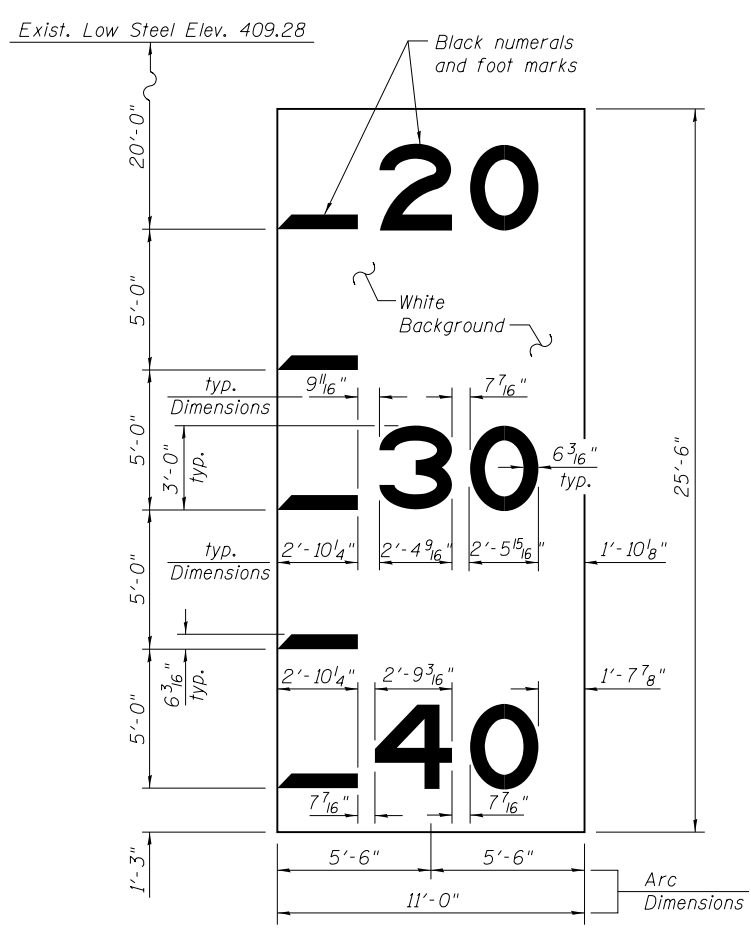 Exist. Low Steel Elev. 409.28
Black numerals
and foot marks
20'-0"
20
5'-0"
White
Background
typ.
Dimensions
9 11/16"
7 7/16"
5'-0"
3'-0"
typ.
30
6 3/16"
typ.
25'-6"
typ.
Dimensions
2'-10 1/4"
2'-4 9/16"
2'-5 15/16"
1'-10 1/8"
5'-0"
6 3/16"
typ.
2'-10 1/4"
2'-9 3/16"
1'-7 7/8"
5'-0"
40
7 7/16"
7 7/16"
1'-3"
5'-6"
5'-6"
11'-0"
Arc
Dimensions